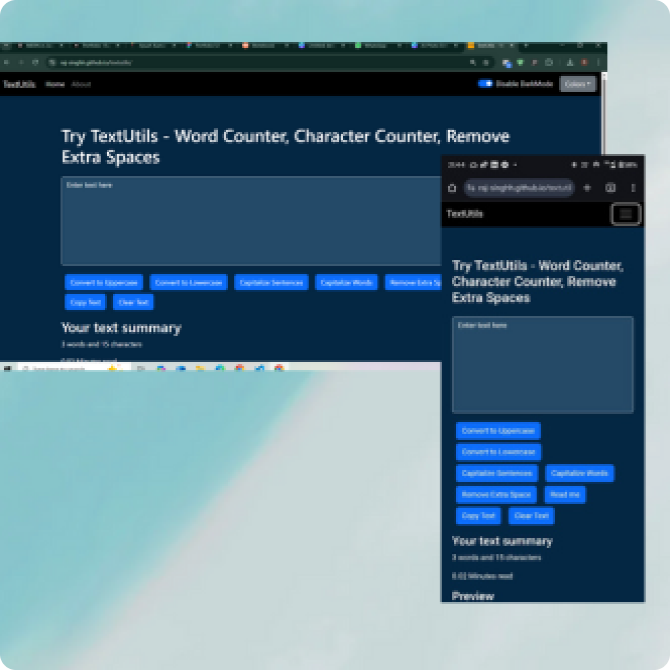 TextUtils Home About Disable DarkMode Colors
Try TextUtils - Word Counter, Character Counter, Remove
Extra Spaces
Enter text here
Convert to Uppercase Convert to Lowercase Capitalize Sentences Capitalize Words Remove Extra Sp
Copy Text Clear Text
Your text summary
3 words and 15 characters
0.02 Minutes read
TextUtils
Try TextUtils - Word Counter,
Character Counter, Remove
Extra Spaces
Enter text here
Convert to Uppercase
Convert to Lowercase
Capitalize Sentences Capitalize Words
Remove Extra Space Read me
Copy Text Clear Text
Your text summary
3 words and 15 characters
0.02 Minutes read
Preview